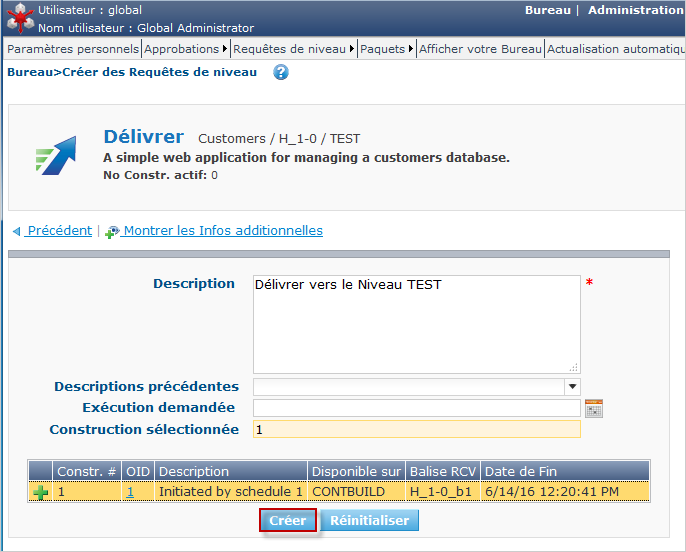 Utilisateur : global
Bureau | Administration
Nom utilisateur : Global Administrator
Paramètres personnels Approbations Requêtes de niveau Paquets Afficher votre Bureau
Bureau>Créer des Requêtes de niveau
Délivrer Customers / H_1-0 / TEST
A simple web application for managing a customers database.
No Constr. actif: 0
Précédent | Montrer les Infos additionnelles
Description Délivrer vers le Niveau TEST *
Descriptions précédentes
Exécution demandée
Construction sélectionnée 1
Constr. # OID Description Disponible sur Balise RCV Date de Fin
1 1 Initiated by schedule 1 CONTBUILD H_1-0_b1 6/14/16 12:20:41 PM
Créer Réinitialiser